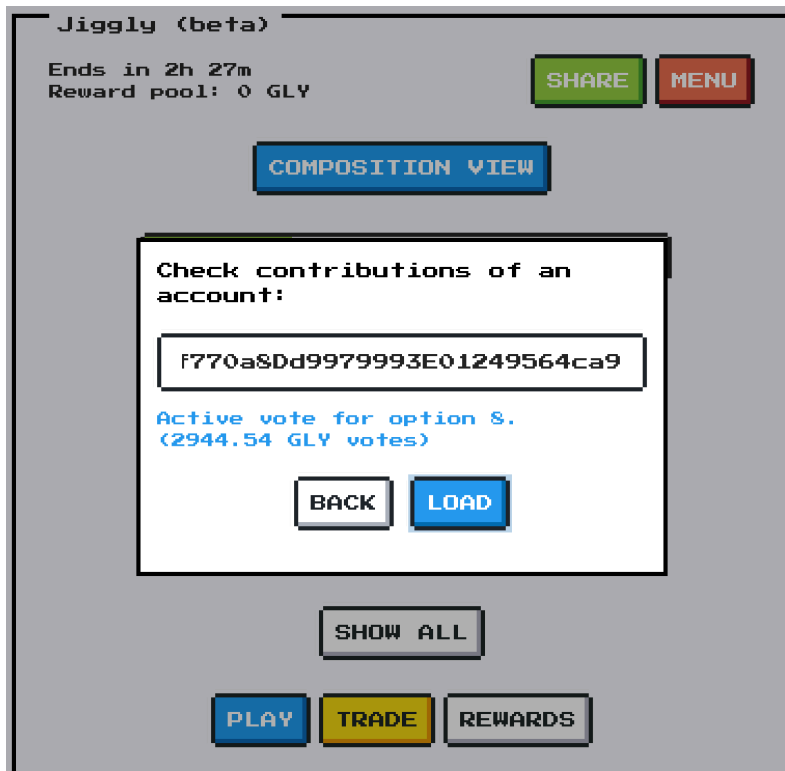 Jiggly (beta)
Ends in 2h 27m
Reward pool: 0 GLY
SHARE
MENU
COMPOSITION VIEW
Check contributions of an
account:
F770a8Dd9979993E01249564ca9
Active vote for option 8.
(2944.54 GLY votes)
BACK
LOAD
SHOW ALL
PLAY
TRADE
REWARDS